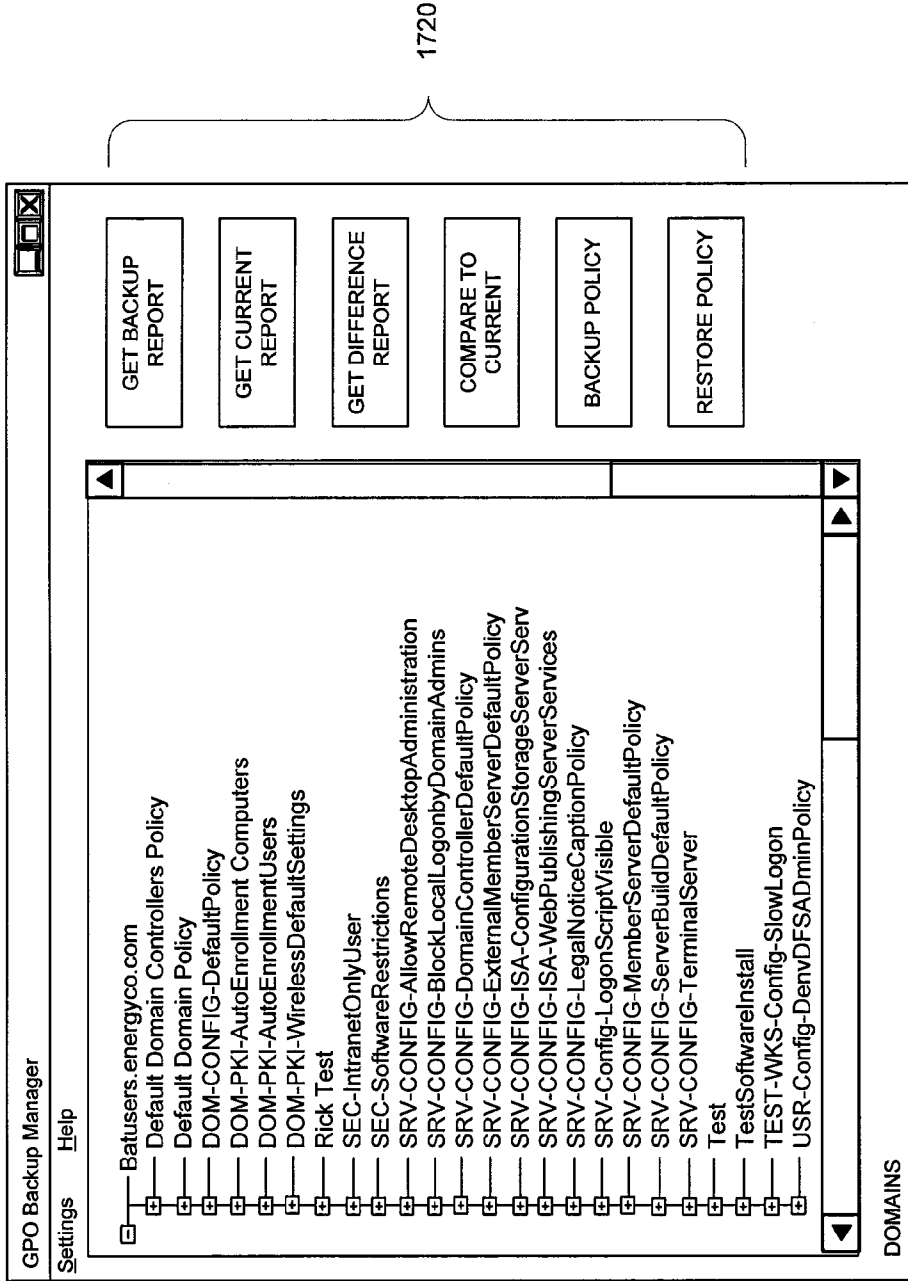 GPO Backup Manager
Settings Help
Batusers.energyco.com
Default Domain Controllers Policy
Default Domain Policy
DOM-CONFIG-DefaultPolicy
DOM-PKI-AutoEnrollment Computers
DOM-PKI-AutoEnrollmentUsers
DOM-PKI-WirelessDefaultSettings
Rick Test
SEC-IntranetOnlyUser
SEC-SoftwareRestrictions
SRV-CONFIG-AllowRemoteDesktopAdministration
SRV-CONFIG-BlockLocalLogonbyDomainAdmins
SRV-CONFIG-DomainControllerDefaultPolicy
SRV-CONFIG-ExternalMemberServerDefaultPolicy
SRV-CONFIG-ISA-ConfigurationStorageServerServ
SRV-CONFIG-ISA-WebPublishingServerServices
SRV-CONFIG-LegalNoticeCaptionPolicy
SRV-Config-LogonScriptVisible
SRV-CONFIG-MemberServerDefaultPolicy
SRV-CONFIG-ServerBuildDefaultPolicy
SRV-CONFIG-TerminalServer
Test
TestSoftwareInstall
TEST-WKS-Config-SlowLogon
USR-Config-DenvDFSADminPolicy
DOMAINS
GET BACKUP
REPORT
GET CURRENT
REPORT
GET DIFFERENCE
REPORT
COMPARE TO
CURRENT
BACKUP POLICY
RESTORE POLICY
1720